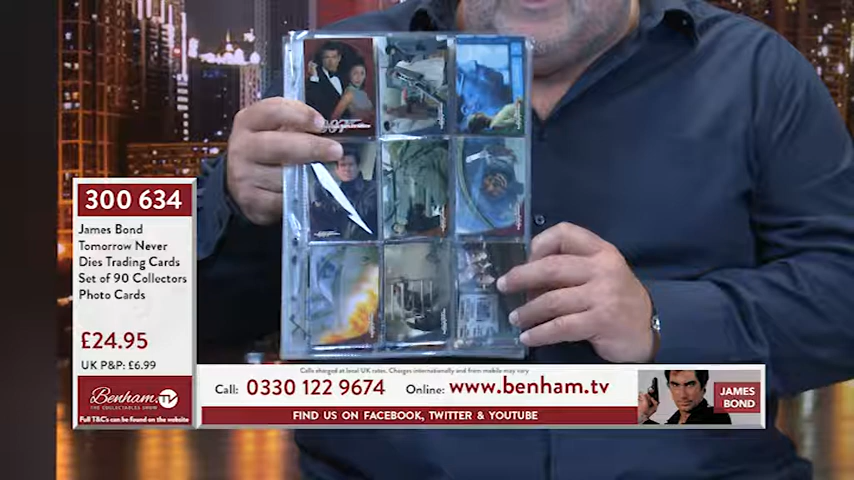 300 634
James Bond
Tomorrow Never
Dies Trading Cards
Set of 90 Collectors
Photo Cards
£24.95
UK P&P: £6.99
Benham.TV
THE COLLECTABLES SHOW
Full T&C's can be found on the website
Calls charged at local UK rates. Charges internationally and from mobile may vary
Call: 0330 122 9674 Online: www.benham.tv
FIND US ON FACEBOOK, TWITTER & YOUTUBE
JAMES
BOND